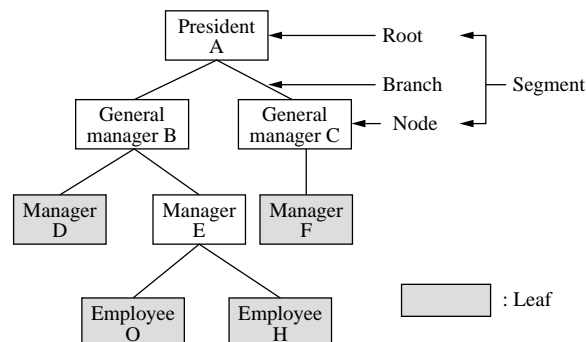 President
A
Root
Branch
Segment
General
manager B
General
manager C
Node
Manager
D
Manager
E
Manager
F
Employee
O
Employee
H
: Leaf